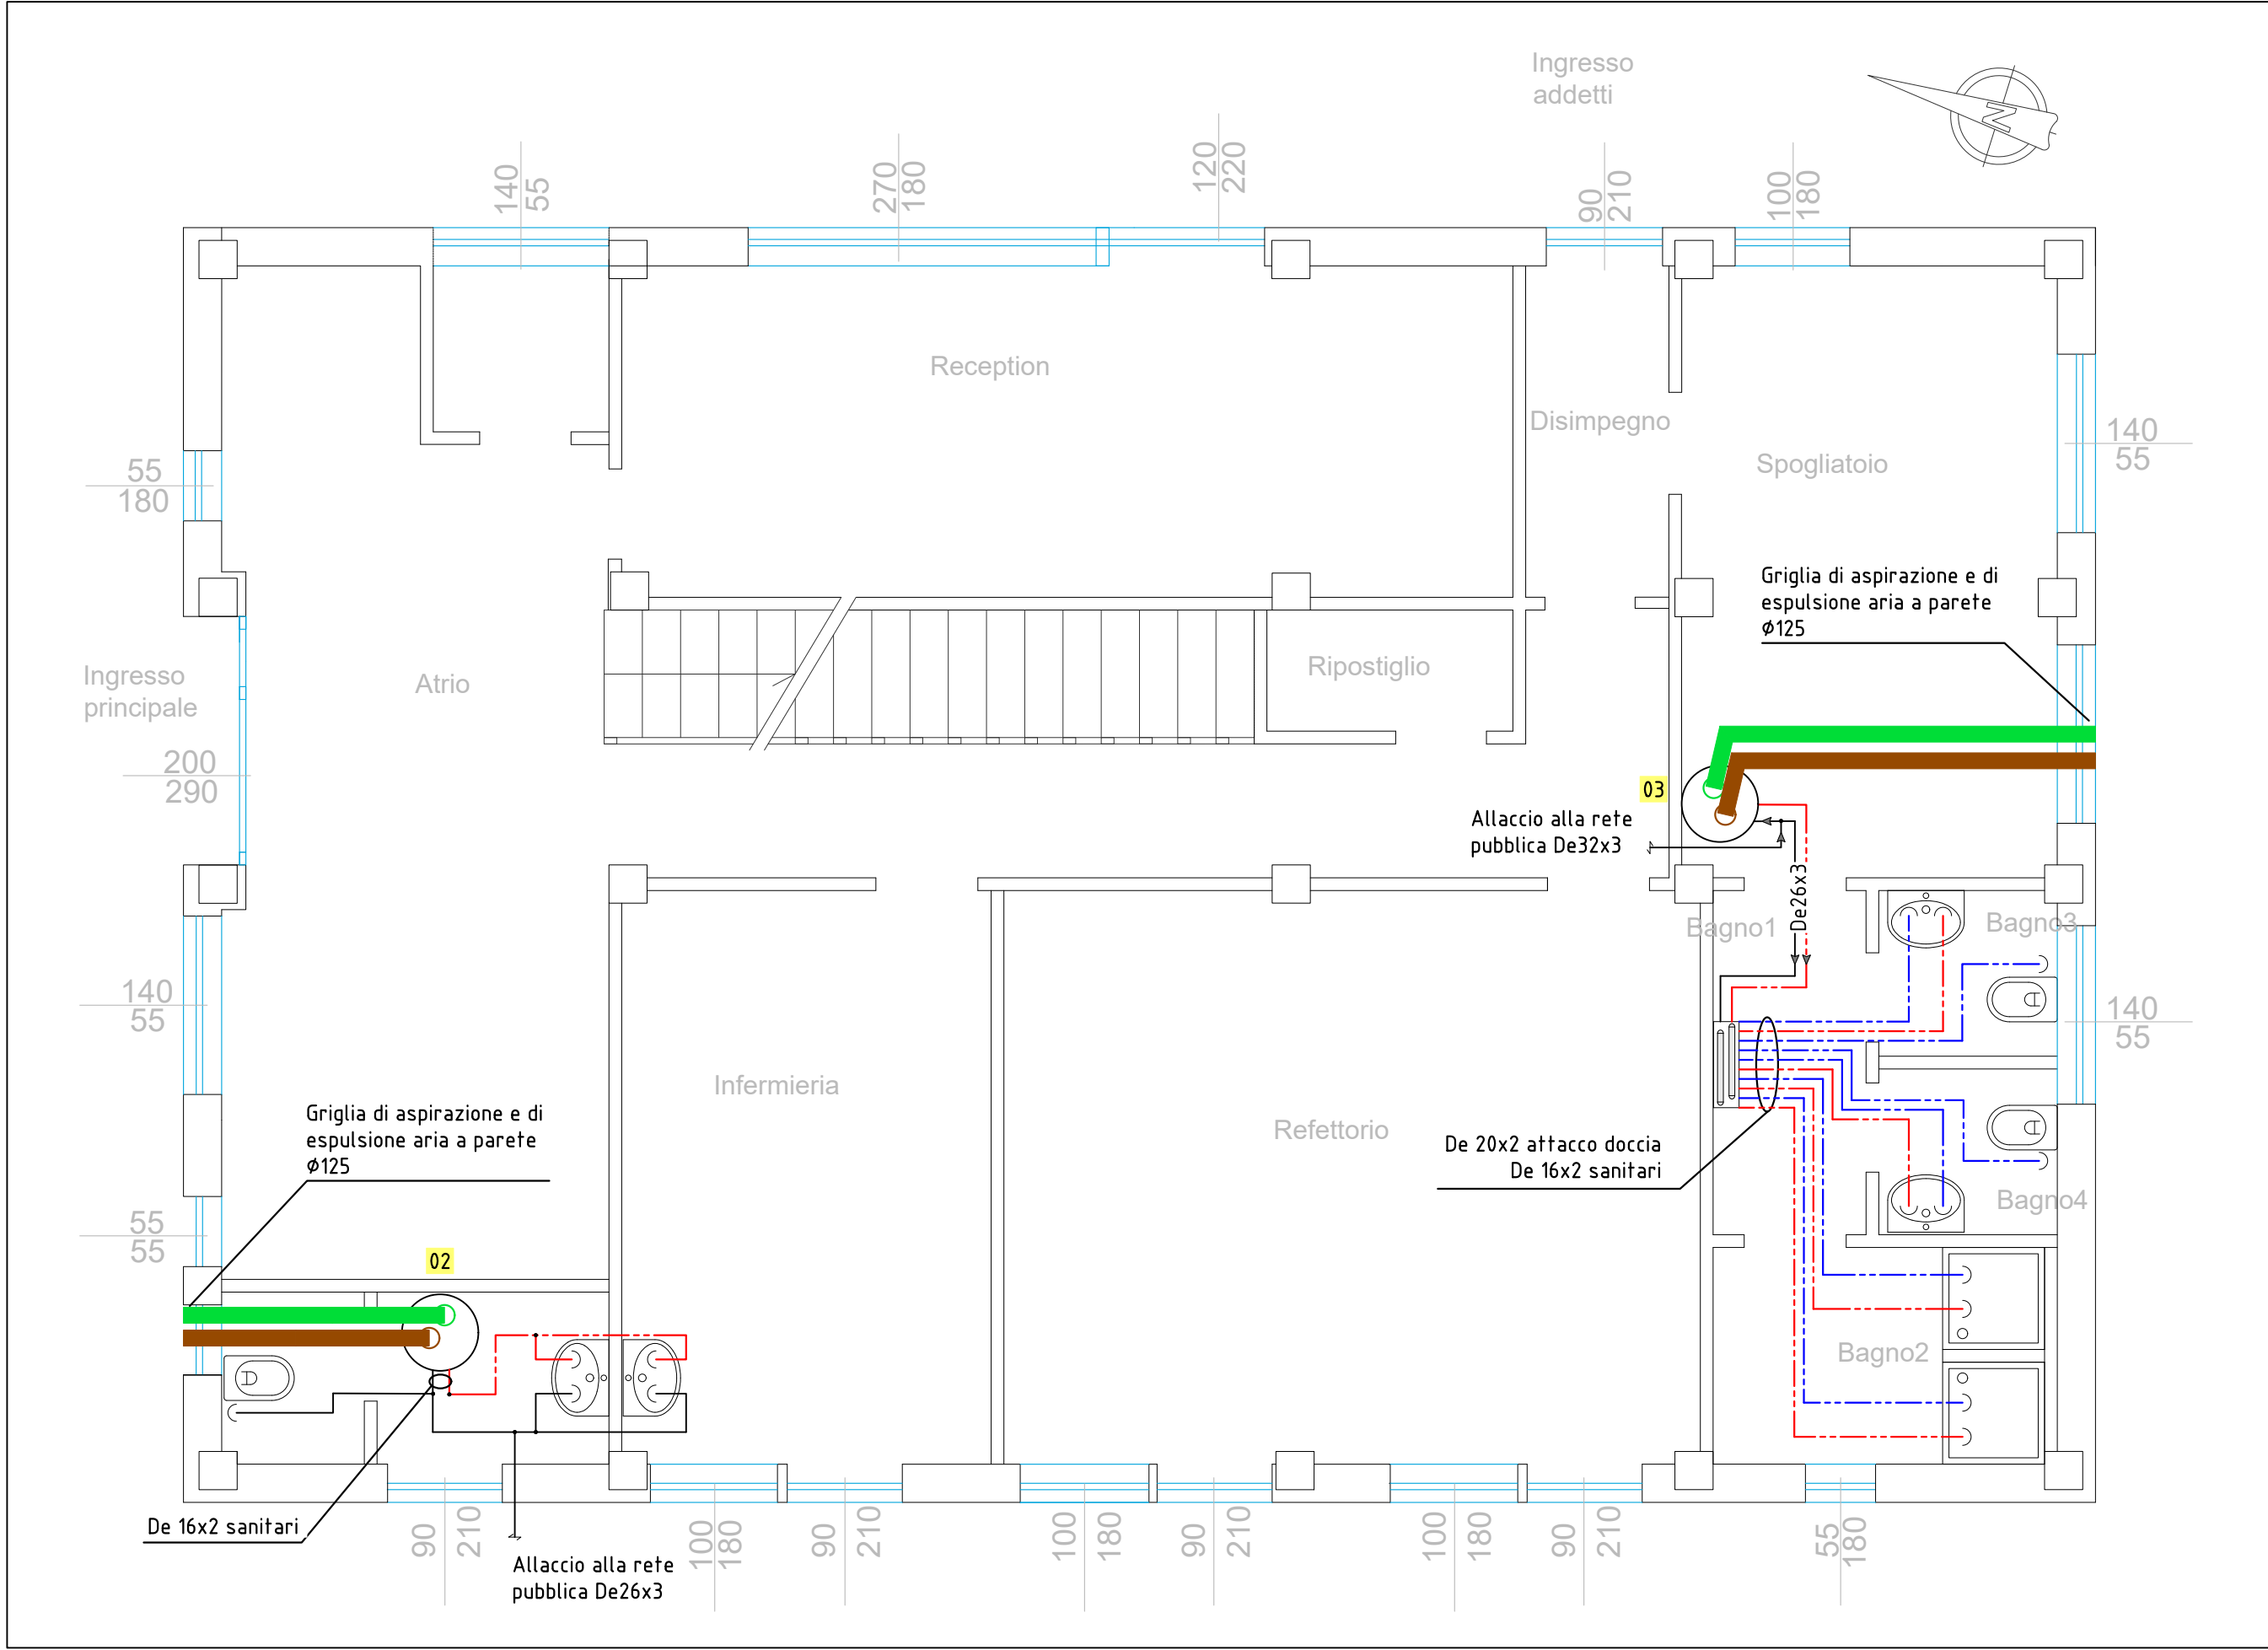 Ingresso
addetti
N
140
55
270
180
120
220
90
210
100
180
Reception
Disimpegno
Spogliatoio
140
55
55
180
Griglia di aspirazione e di
espulsione aria a parete
Ø125
Ingresso
principale
Atrio
Ripostiglio
200
290
03
Allaccio alla rete
pubblica De32x3
De26x3
Bagno1
Bagno3
140
55
140
55
Infermieria
Refettorio
Griglia di aspirazione e di
espulsione aria a parete
Ø125
De 20x2 attacco doccia
De 16x2 sanitari
Bagno4
55
55
02
Bagno2
De 16x2 sanitari
90
210
Allaccio alla rete
pubblica De26x3
100
180
90
210
100
180
90
210
100
180
90
210
55
180